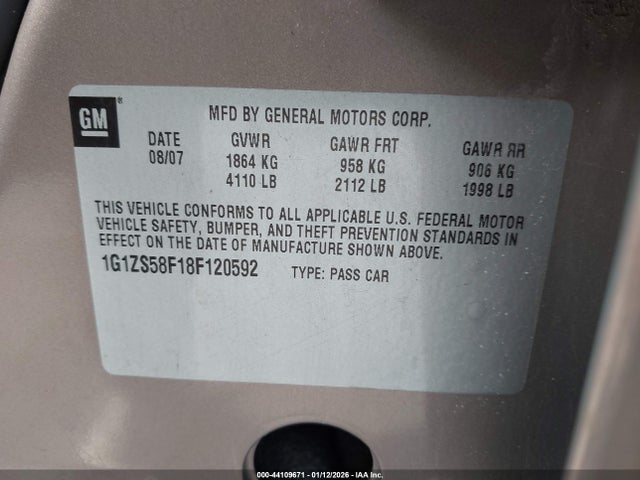 GM ®
MFD BY GENERAL MOTORS CORP.
DATE GVWR GAWR FRT GAWR RR
08/07 1864 KG 958 KG 906 KG
4110 LB 2112 LB 1998 LB
THIS VEHICLE CONFORMS TO ALL APPLICABLE U.S. FEDERAL MOTOR
VEHICLE SAFETY, BUMPER, AND THEFT PREVENTION STANDARDS IN
EFFECT ON THE DATE OF MANUFACTURE SHOWN ABOVE.
1G1ZS58F18F120592 TYPE: PASS CAR
000-44109671 - 01/12/2026 - IAA Inc.